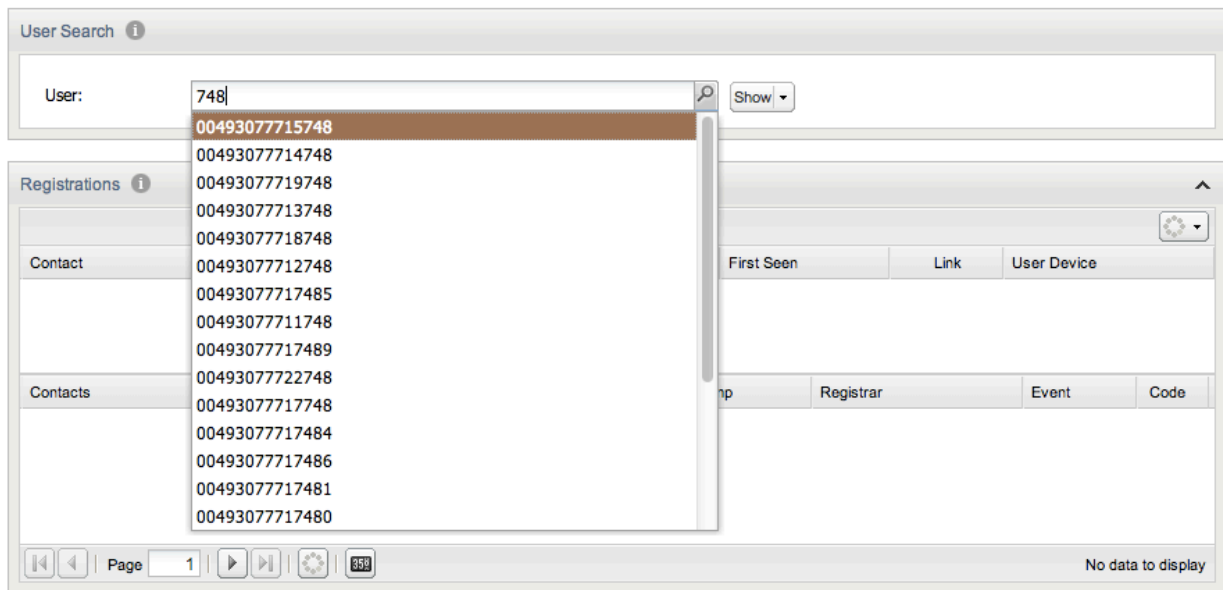 User Search
User:
748
Show
00493077715748
00493077714748
00493077719748
00493077713748
00493077718748
00493077712748
00493077717485
00493077711748
00493077717489
00493077722748
00493077717748
00493077717484
00493077717486
00493077717481
00493077717480
Registrations
Contact First Seen Link User Device
Contacts Registrar Event Code
Page 1 No data to display